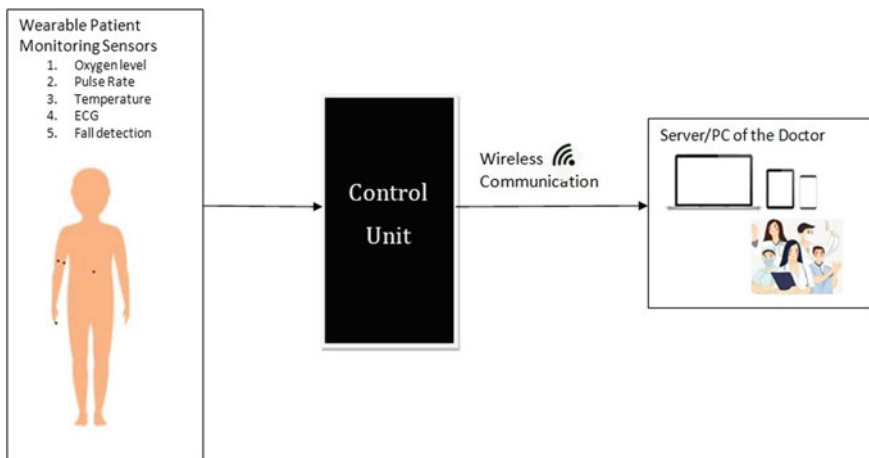 Wearable Patient
Monitoring Sensors
1. Oxygen level
2. Pulse Rate
3. Temperature
4. ECG
5. Fall detection
Control
Unit
Wireless
Communication
Server/PC of the Doctor